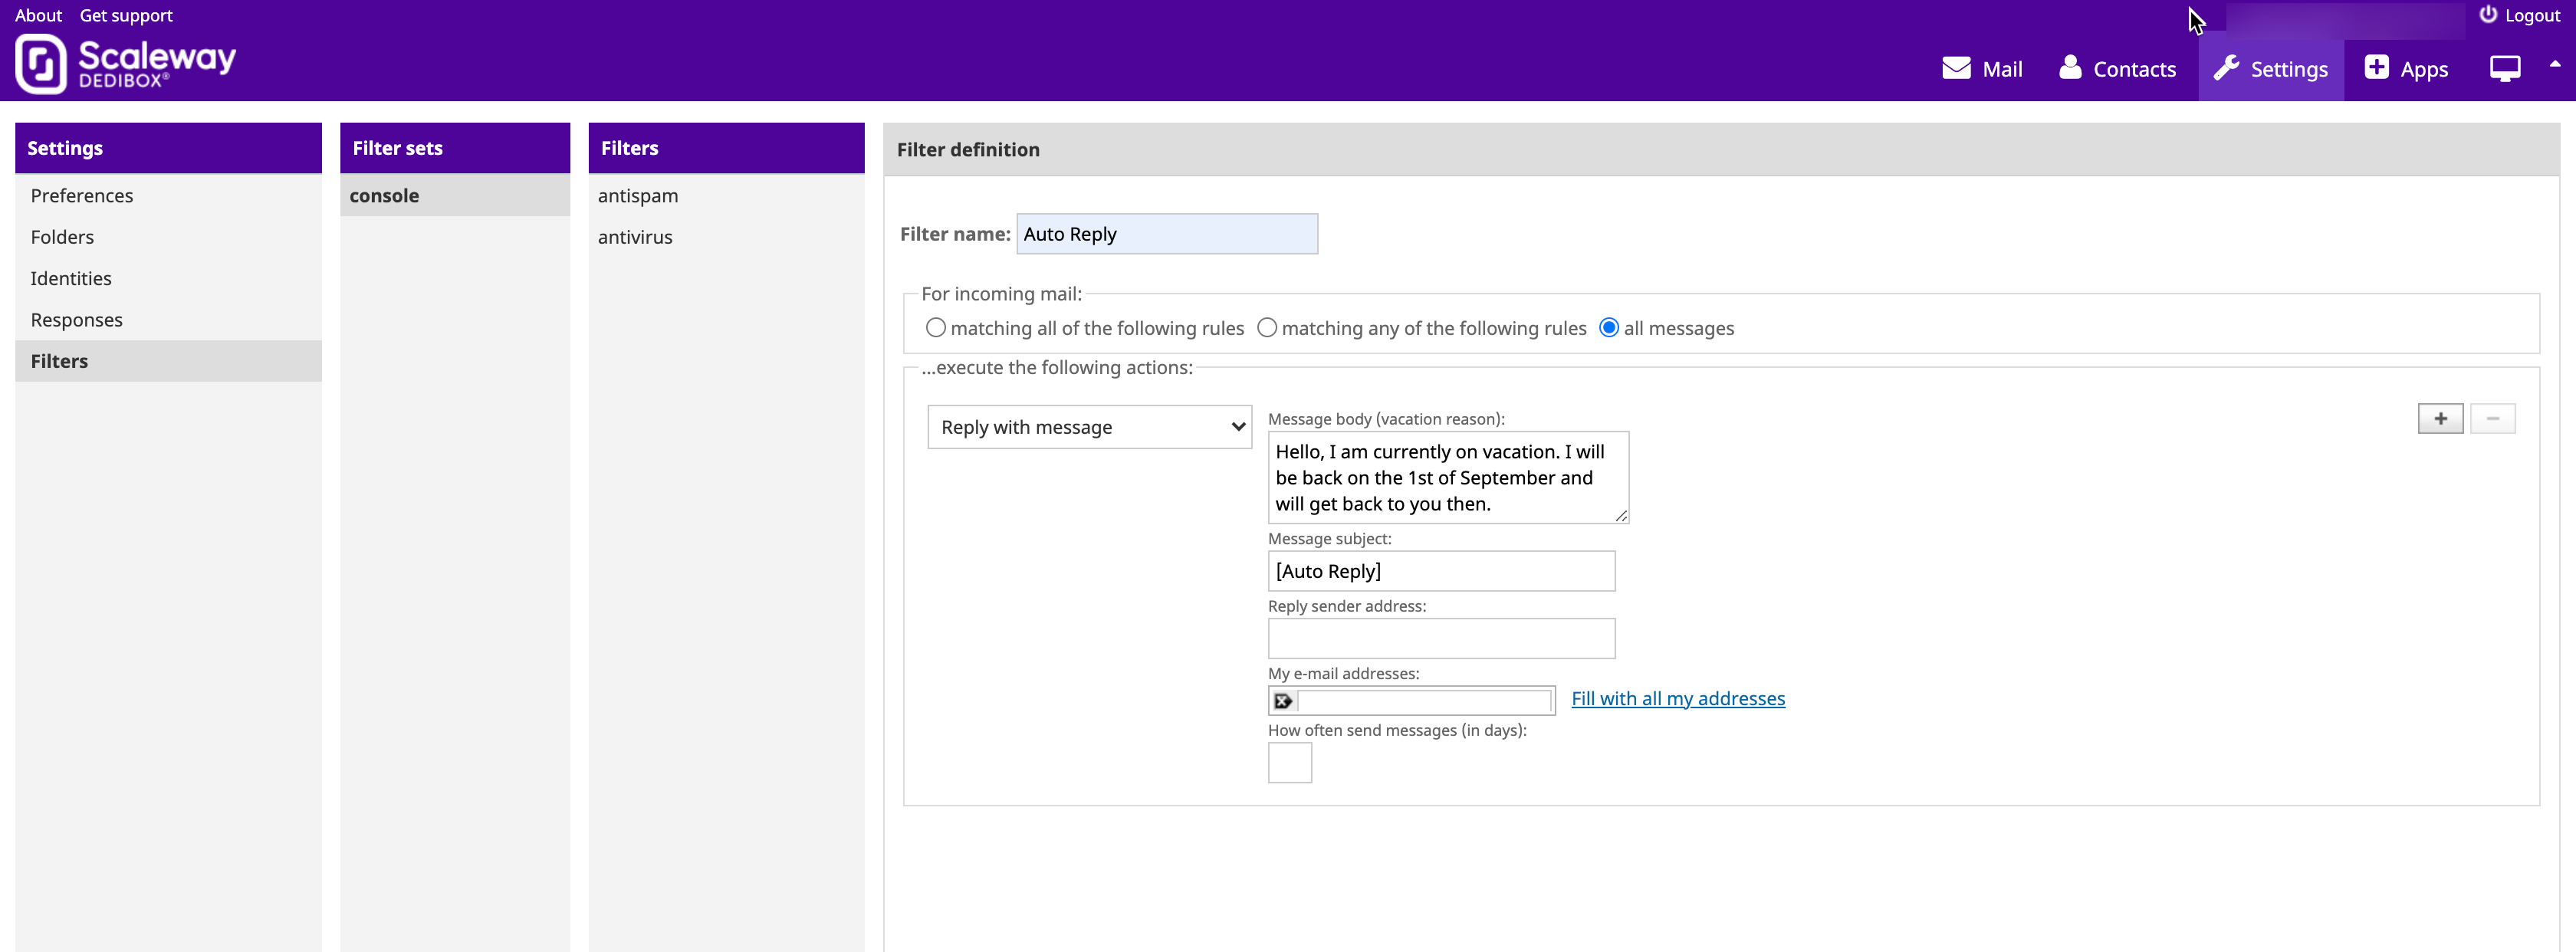 About Get support
Logout
Scaleway
DEDIBOX®
Mail Contacts Settings Apps
Settings
Preferences
Folders
Identities
Responses
Filters
Filter sets
console
Filters
antispam
antivirus
Filter definition
Filter name: Auto Reply
For incoming mail:
matching all of the following rules matching any of the following rules all messages
...execute the following actions:
Reply with message
Message body (vacation reason):
Hello, I am currently on vacation. I will
be back on the 1st of September and
will get back to you then.
Message subject:
[Auto Reply]
Reply sender address:
My e-mail addresses:
Fill with all my addresses
How often send messages (in days):